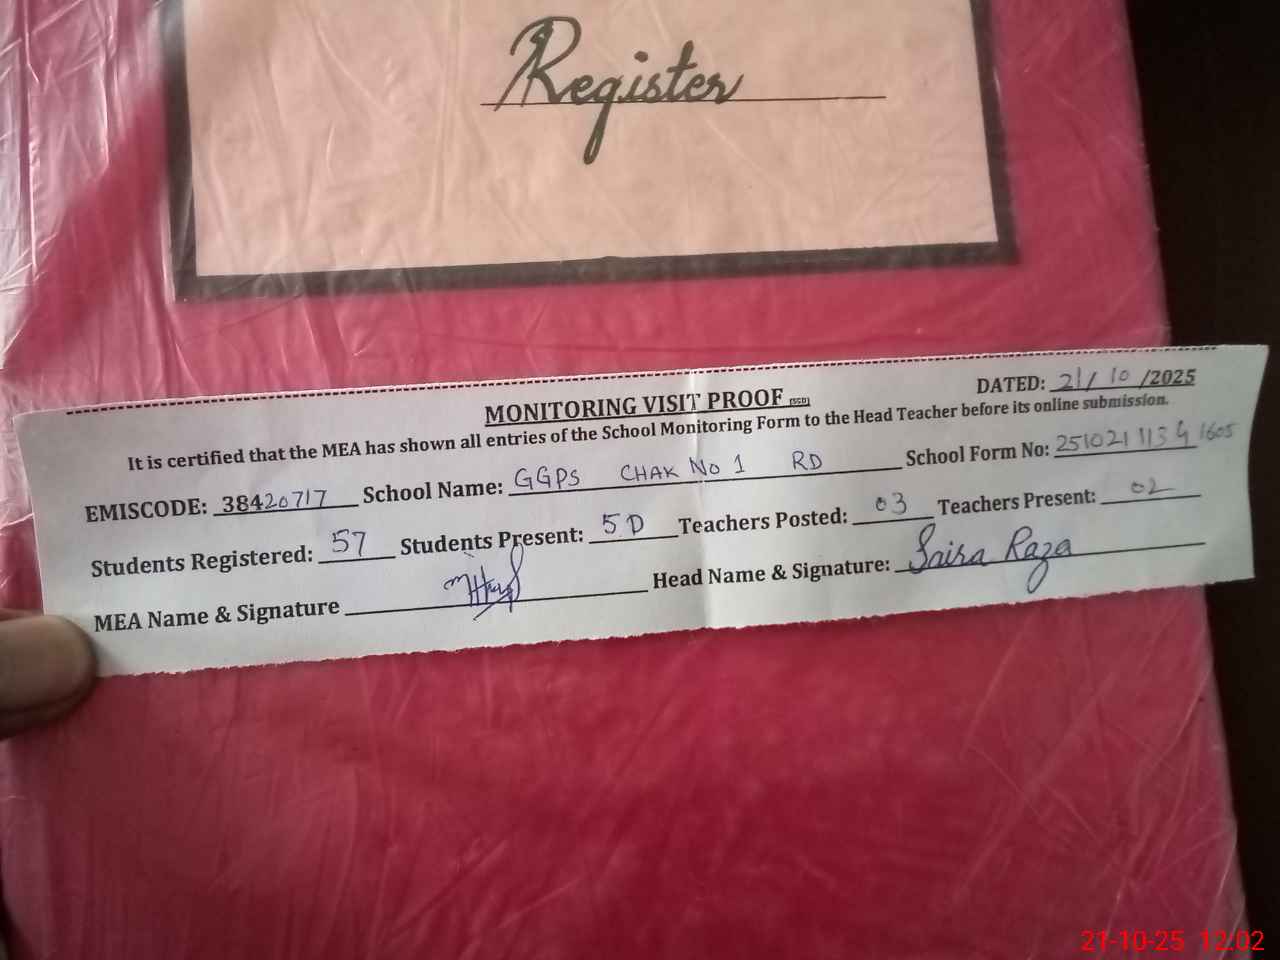 Register
MONITORING VISIT PROOF
DATED: 21/10/2025
It is certified that the MEA has shown all entries of the School Monitoring Form to the Head Teacher before its online submission.
EMISCODE: 38420717 School Name: GGPS CHAK No 1 RD School Form No:
Students Registered: 57 Students Present: 50 Teachers Posted: 03 Teachers Present: 02
MEA Name & Signature Head Name & Signature: Saira Raza
21-10-25 12.02